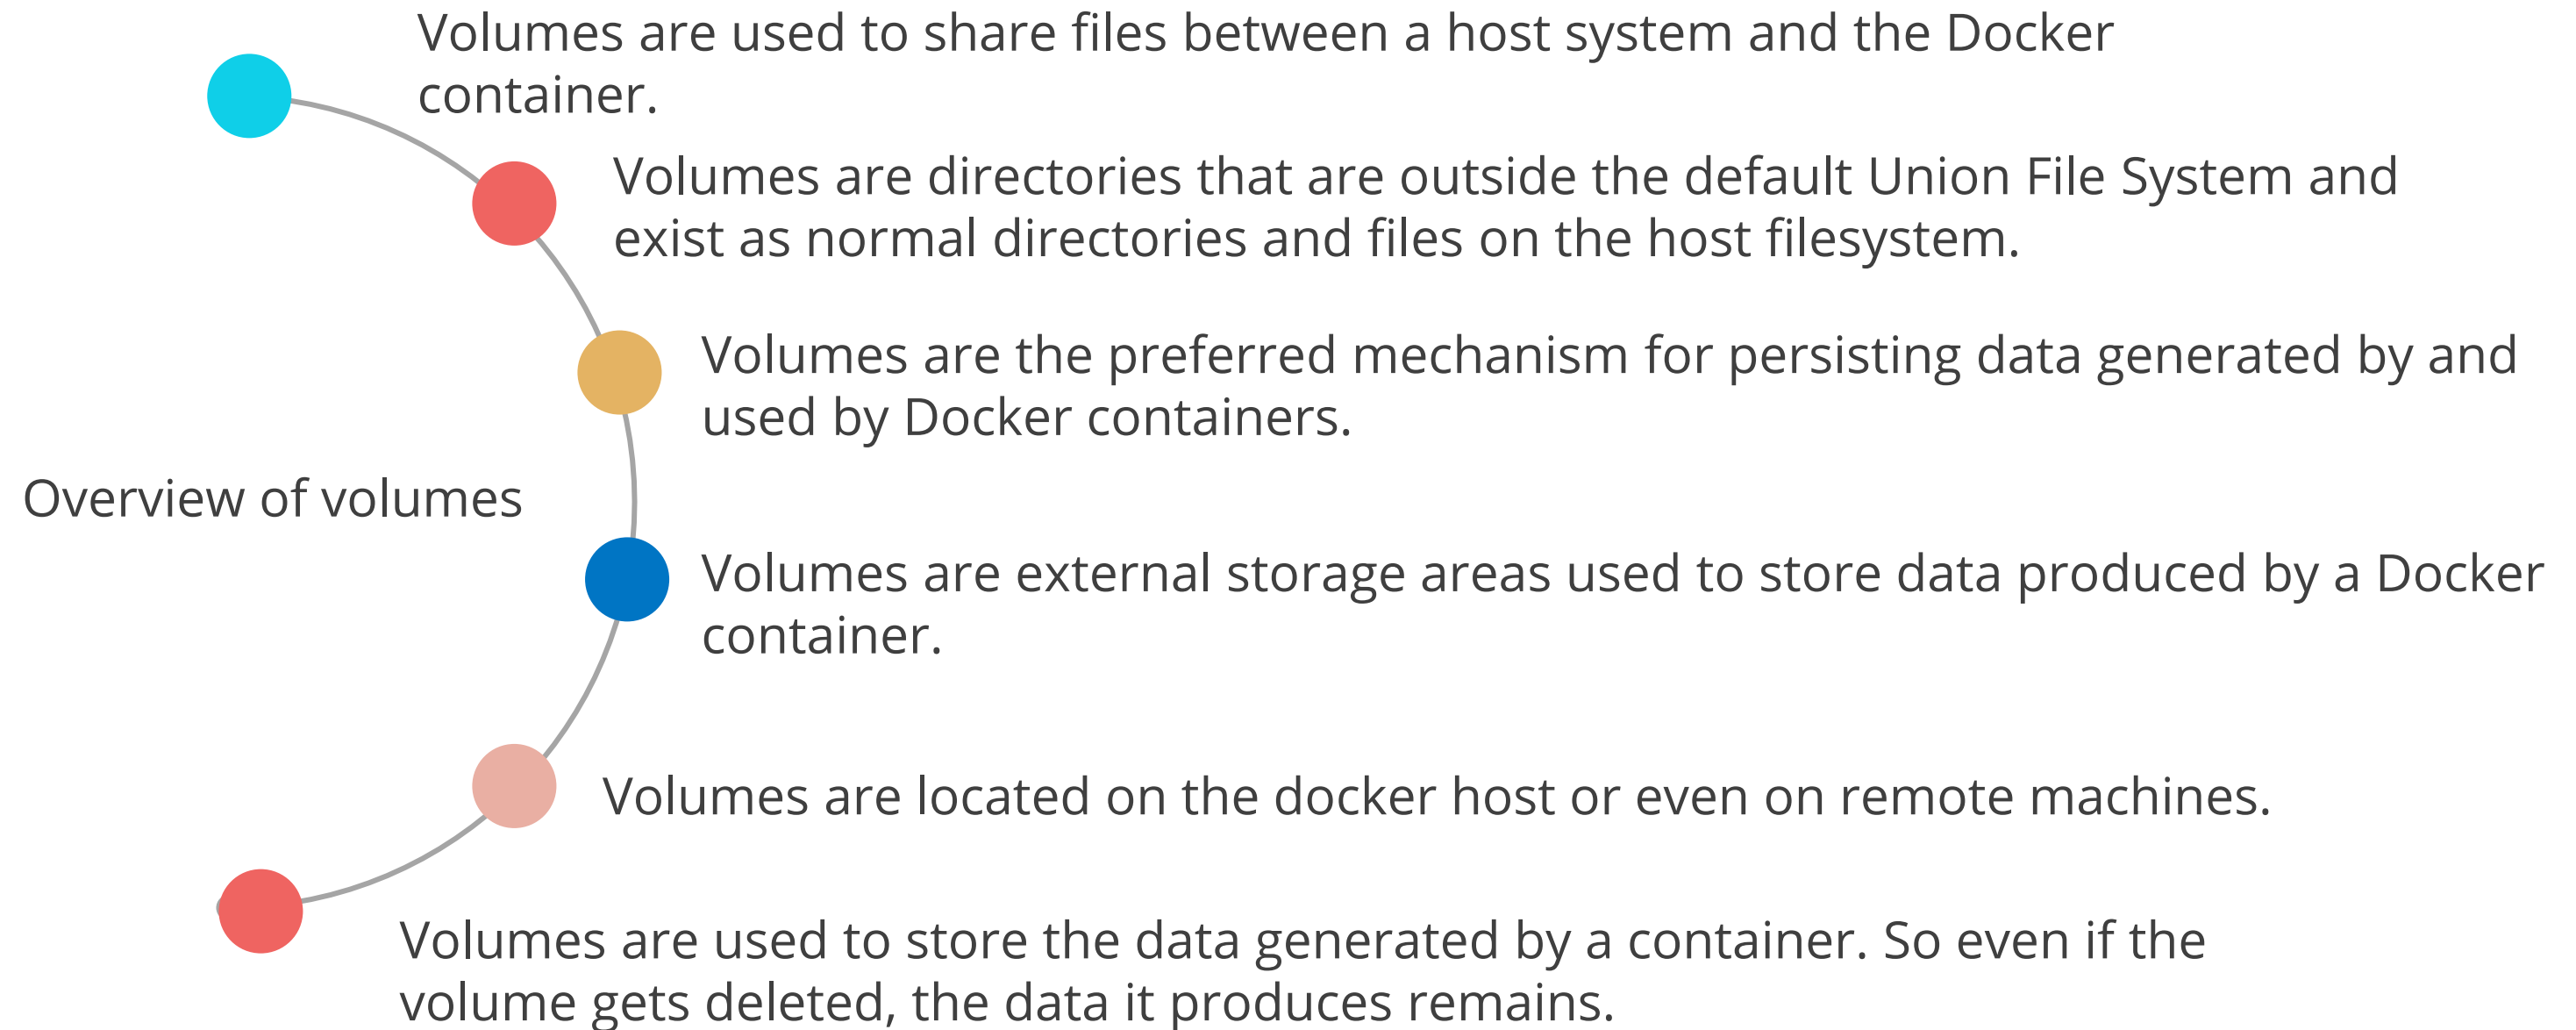 Volumes are used to share files between a host system and the Docker
container.
Volumes are directories that are outside the default Union File System and
exist as normal directories and files on the host filesystem.
Volumes are the preferred mechanism for persisting data generated by and
used by Docker containers.
Overview of volumes
Volumes are external storage areas used to store data produced by a Docker
container.
Volumes are located on the docker host or even on remote machines.
Volumes are used to store the data generated by a container. So even if the
volume gets deleted, the data it produces remains.